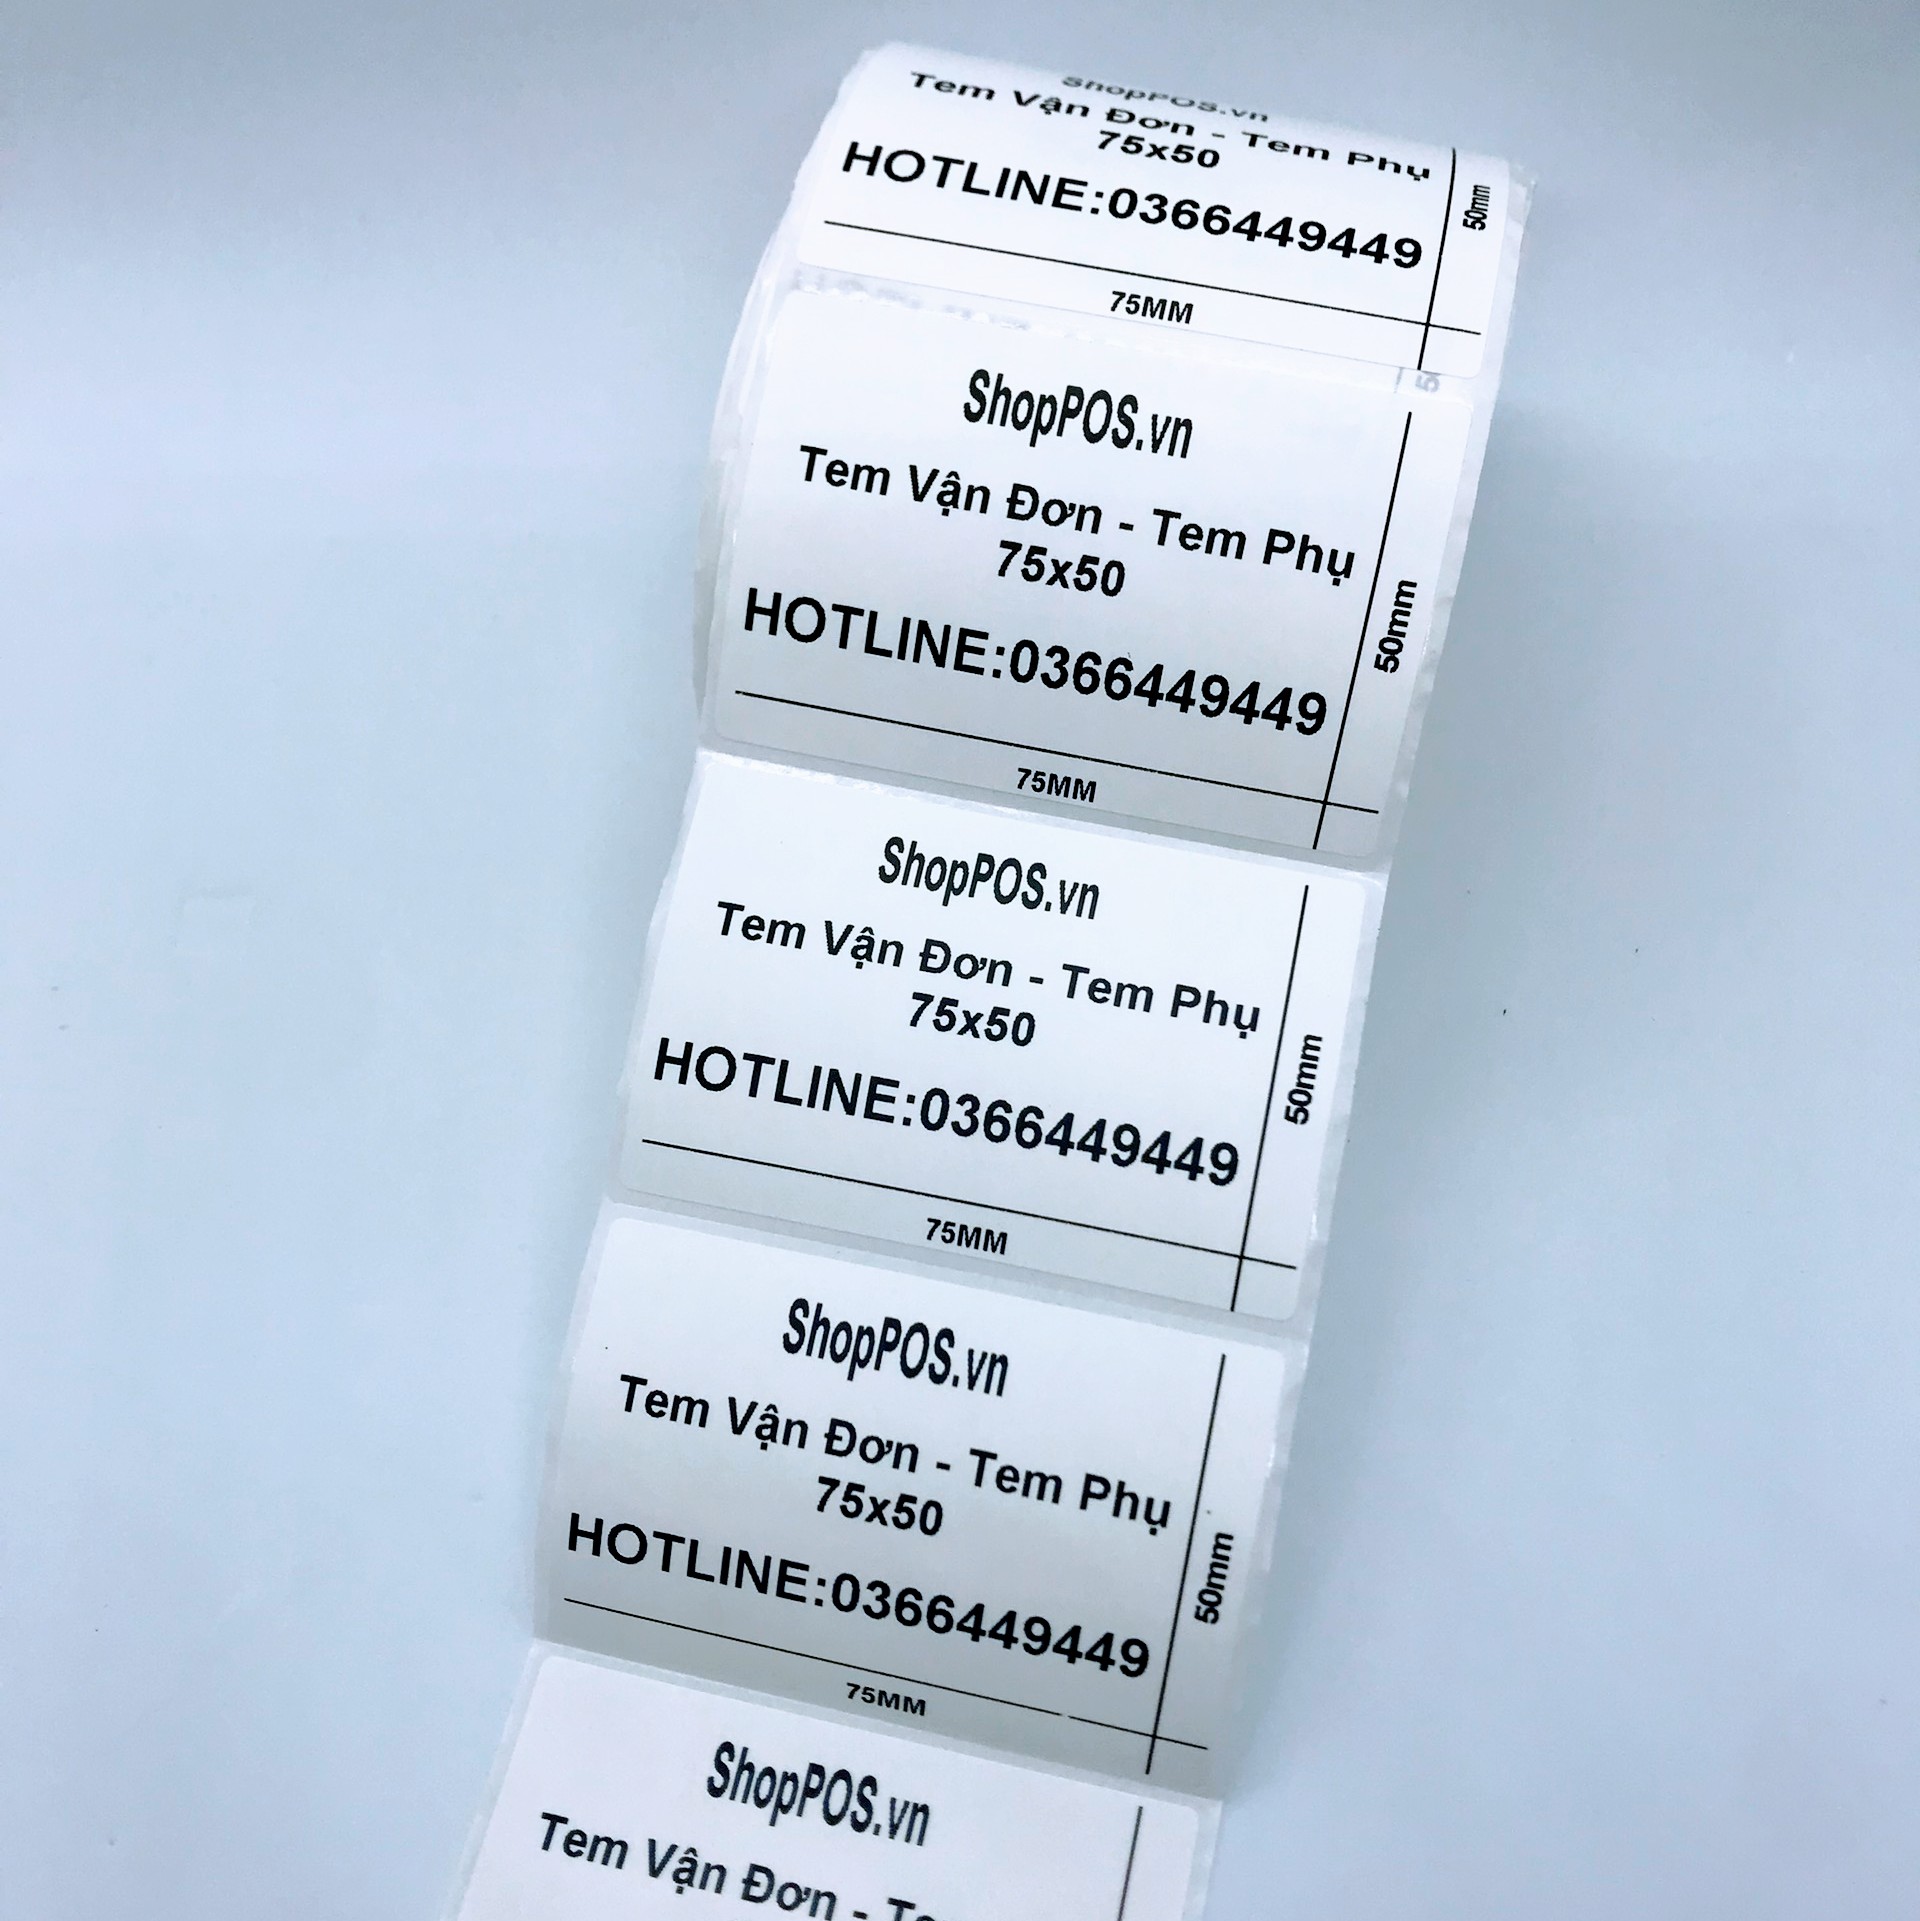 ShopPOS.vn
Tem Vận Đơn - Tem Phụ
75x50
HOTLINE:0366449449
50mm
75MM
ShopPOS.vn
Tem Vận Đơn - Tem Phụ
75x50
HOTLINE:0366449449
50mm
75MM
ShopPOS.vn
Tem Vận Đơn - Tem Phụ
75x50
HOTLINE:0366449449
50mm
75MM
ShopPOS.vn
Tem Vận Đơn - Tem Phụ
75x50
HOTLINE:0366449449
50mm
75MM
ShopPOS.vn
Tem Vận Đơn -